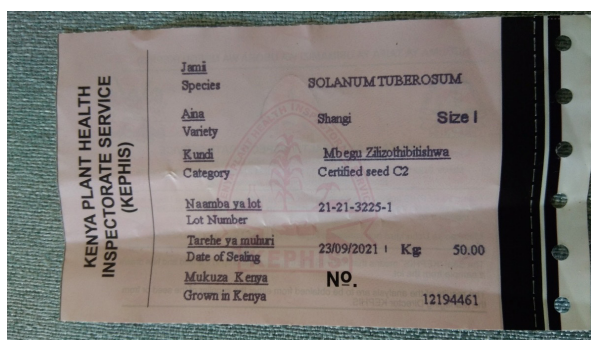 KENYA PLANT HEALTH
INSPECTORATE SERVICE
(KEPHIS)
Jamii
Species
SOLANUM TUBEROSUM
Aina
Variety
Shangi Size I
Kundi
Category
Mbegu Zilizothibitishwa
Certified seed C2
Naamba ya lot
Lot Number
21-21-3225-1
Tarehe ya muhuri
Date of Sealing
23/09/2021 Kg 50.00
Mukuza Kenya
Grown in Kenya
Nº.
12194461
KEPHIS